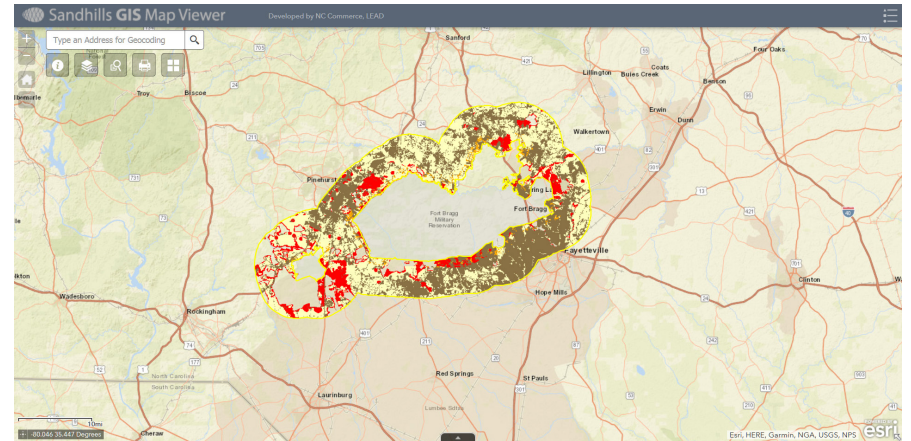 Sandhills GIS Map Viewer
Developed by NC Commerce, LEAD
Type an Address for Geocoding
Sanford
Four Oaks
Coats
Lillington
Buies Creek
Benson
Troy
Biscoe
Erwin
Dunn
Walkertown
Pinehurst
Fort Bragg
Military
Reservation
Fort Bragg
Fayetteville
Clinton
Hope Mills
Wadesboro
Rockingham
North Carolina
South Carolina
Red Springs
St Pauls
Laurinburg
Cheraw
10mi
-80.046 35.447 Degrees
Esri, HERE, Garmin, NGA, USGS, NPS
esri